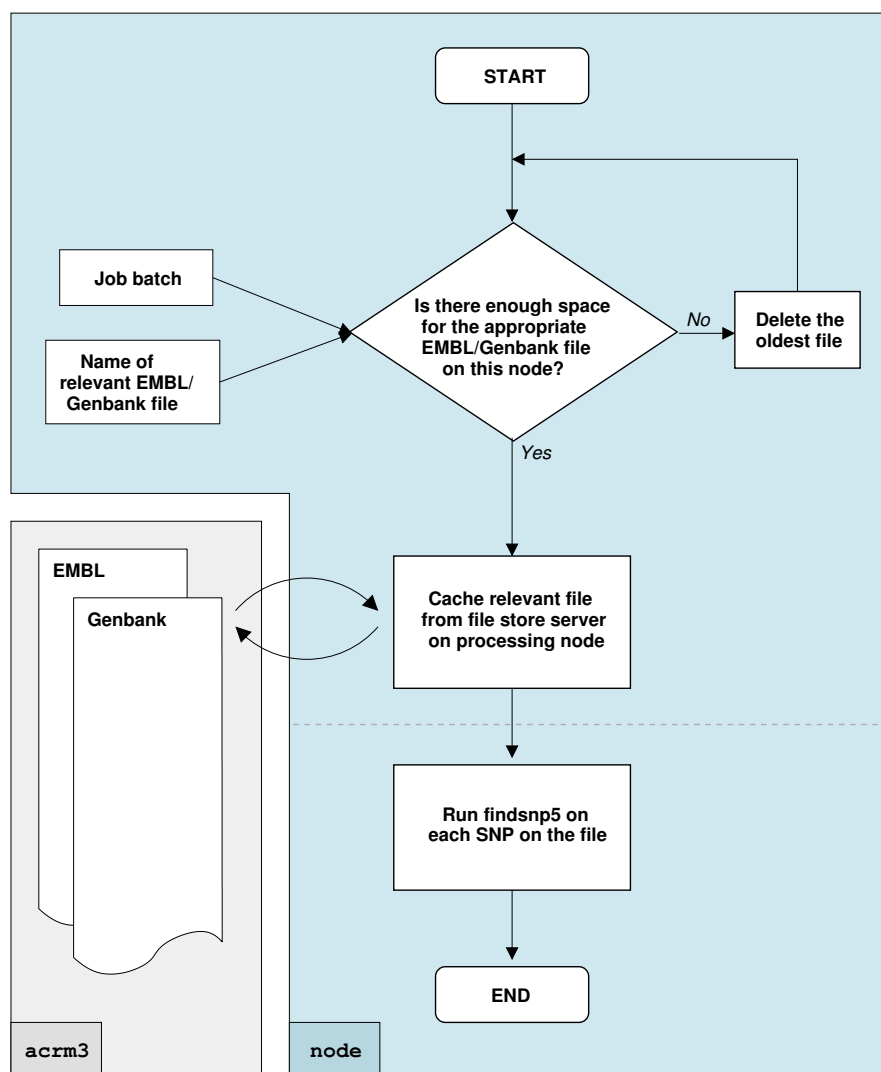 START
Job batch
Name of
relevant EMBL/
Genbank file
Is there enough space
for the appropriate
EMBL/Genbank file
on this node?
No
Delete the
oldest file
Yes
EMBL
Genbank
Cache relevant file
from file store server
on processing node
Run findsnp5 on
each SNP on the file
END
acrm3
node